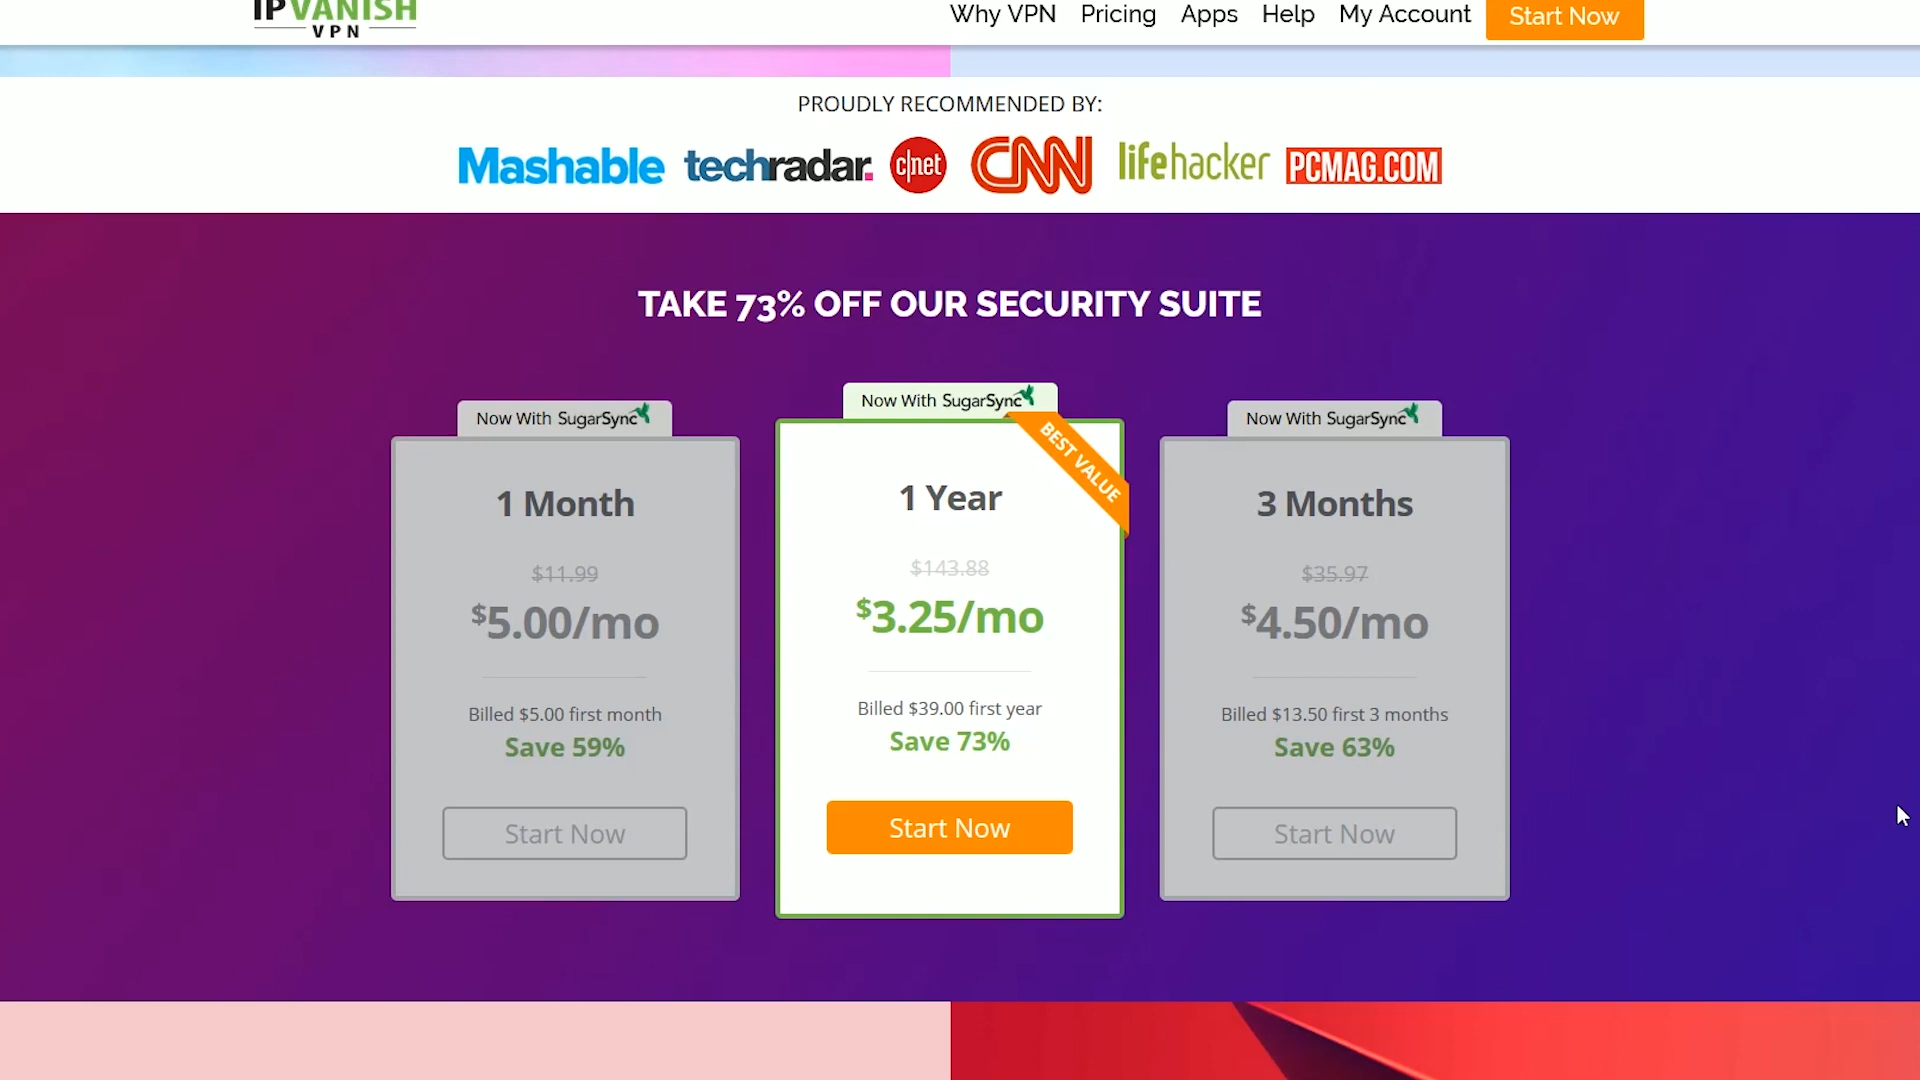 IPVANISH
VPN
Why VPN
Pricing
Apps
Help
My Account
Start Now
PROUDLY RECOMMENDED BY:
Mashable
techradar.
c|net
CNN
lifehacker
PCMAG.COM
TAKE 73% OFF OUR SECURITY SUITE
Now With SugarSync
1 Month
$11.99
$5.00/mo
Billed $5.00 first month
Save 59%
Start Now
Now With SugarSync
BEST VALUE
1 Year
$143.88
$3.25/mo
Billed $39.00 first year
Save 73%
Start Now
Now With SugarSync
3 Months
$35.97
$4.50/mo
Billed $13.50 first 3 months
Save 63%
Start Now